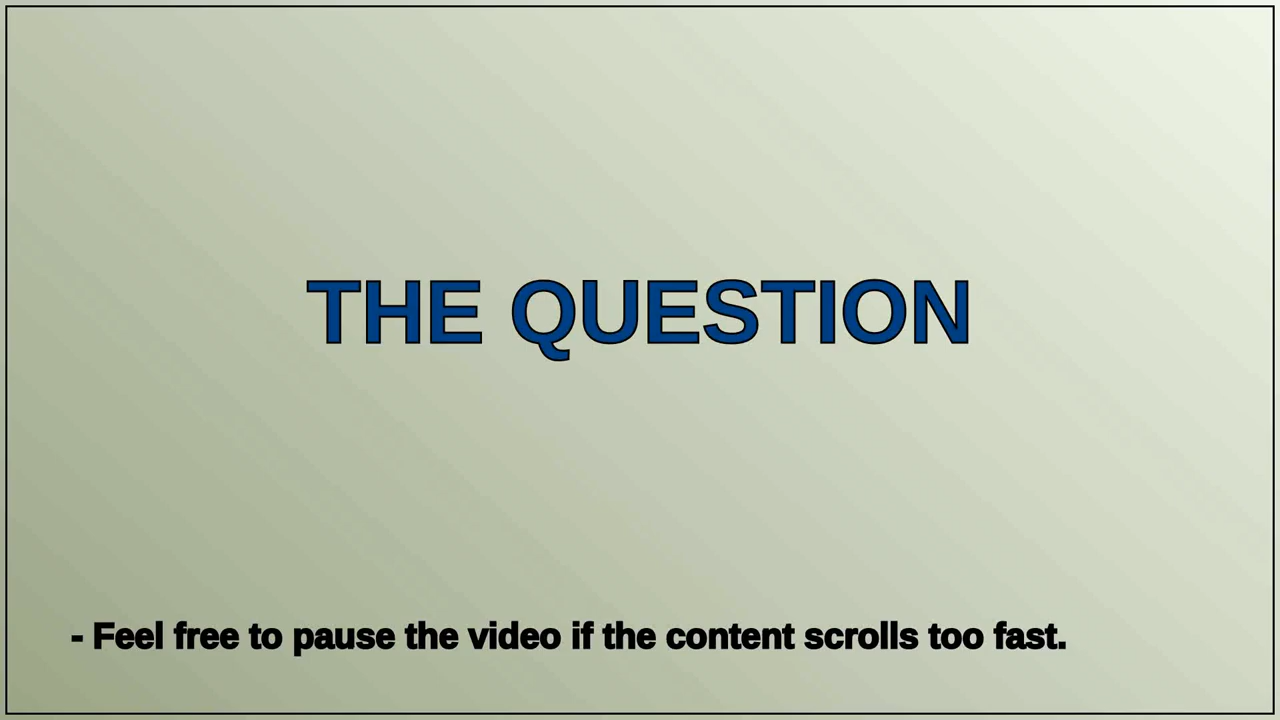 THE QUESTION
- Feel free to pause the video if the content scrolls too fast.